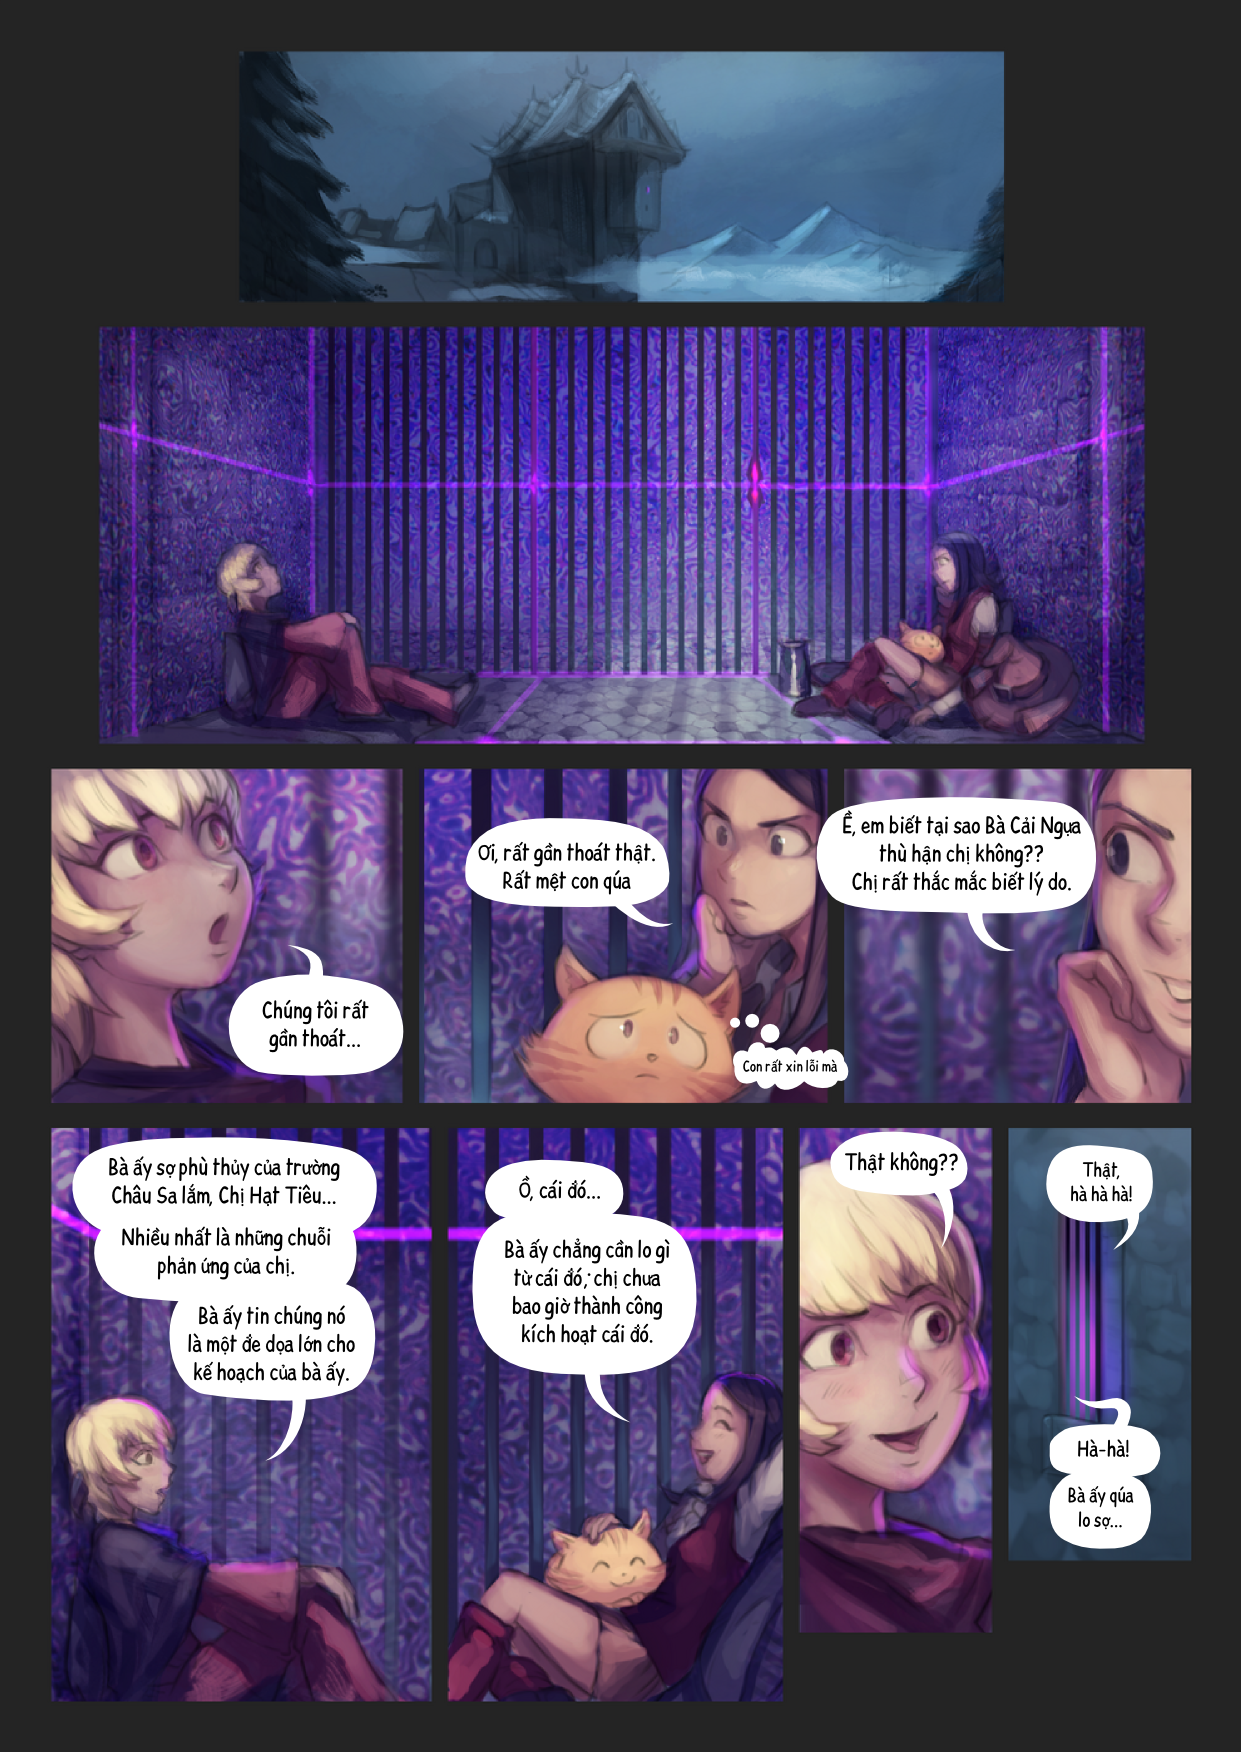 Chúng tôi rất
gần thoát...
Ơi, rất gần thoát thật.
Rất mệt con qúa
Con rất xin lỗi mà
Ề, em biết tại sao Bà Cải Ngựa
thù hận chị không??
Chị rất thắc mắc biết lý do.
Bà ấy sợ phù thủy của trường
Châu Sa lắm, Chị Hạt Tiêu...
Nhiều nhất là những chuỗi
phản ứng của chị.
Bà ấy tin chúng nó
là một đe dọa lớn cho
kế hoạch của bà ấy.
Ồ, cái đó...
Bà ấy chẳng cần lo gì
từ cái đó; chị chưa
bao giờ thành công
kích hoạt cái đó.
Thật không??
Thật,
hà hà hà!
Hà-hà!
Bà ấy qúa
lo sợ...